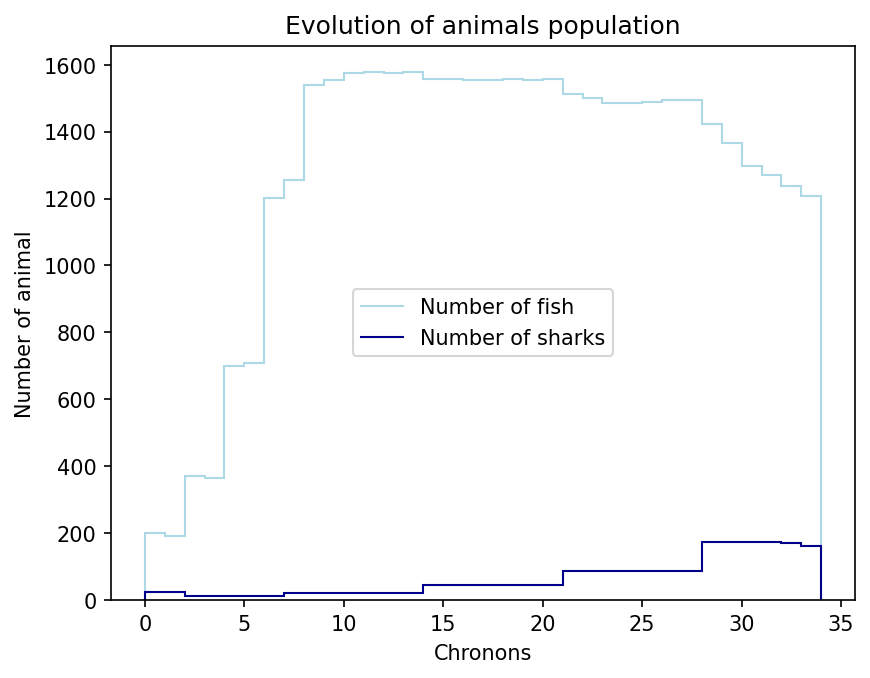 Evolution of animals population
1600
1400
1200
1000
800
600
400
200
0
Number of animal
Number of fish
Number of sharks
0 5 10 15 20 25 30 35
Chronons